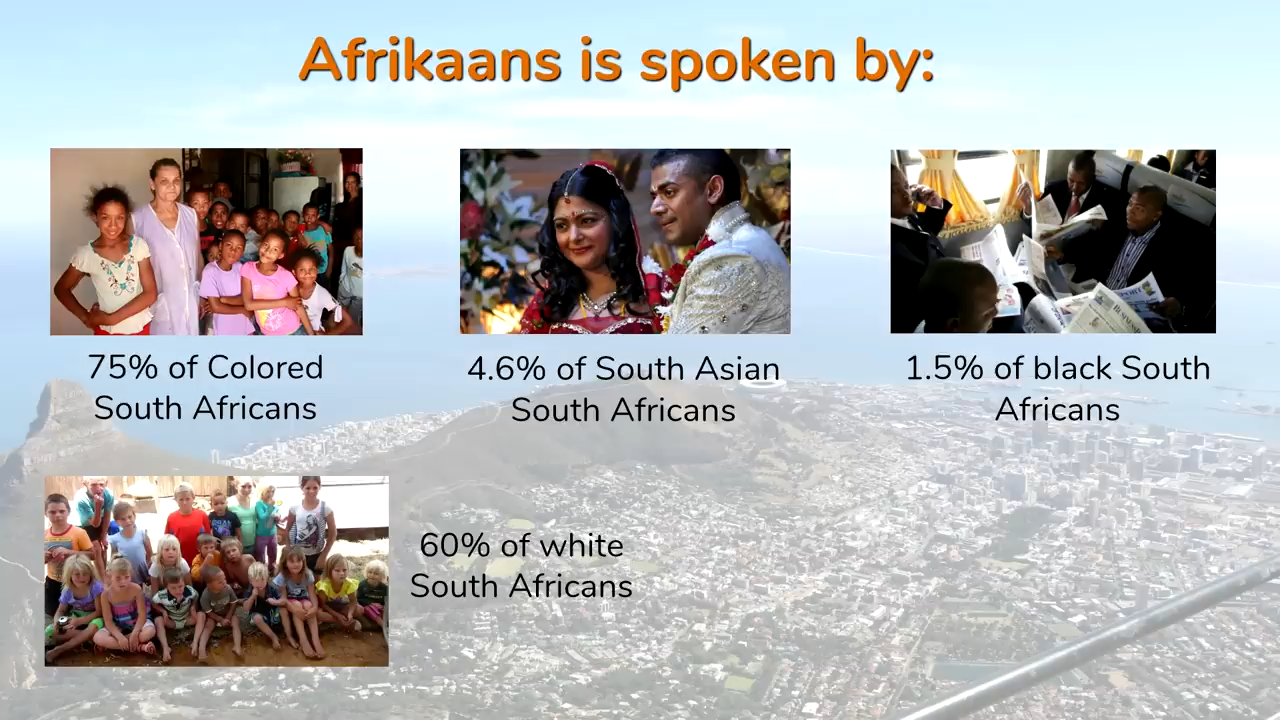 Afrikaans is spoken by:
75% of Colored
South Africans
4.6% of South Asian
South Africans
1.5% of black South
Africans
60% of white
South Africans